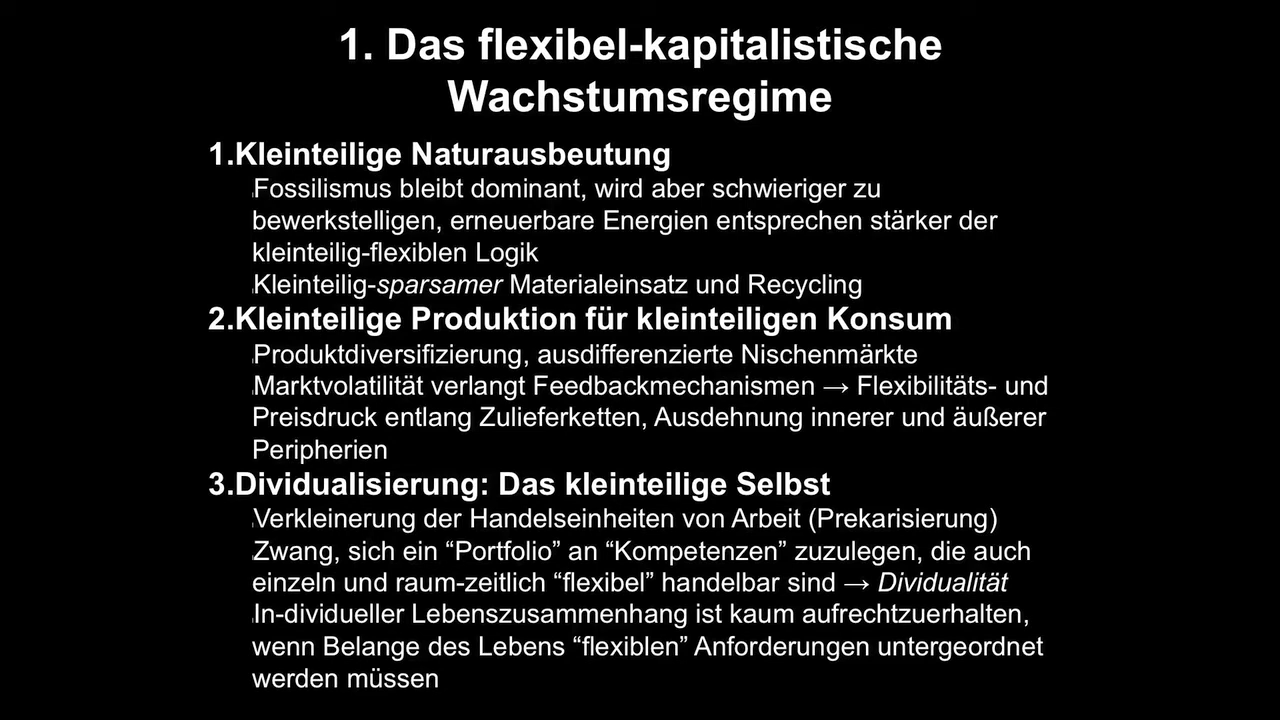 1. Das flexibel-kapitalistische
Wachstumsregime
1.Kleinteilige Naturausbeutung
Fossilismus bleibt dominant, wird aber schwieriger zu
bewerkstelligen, erneuerbare Energien entsprechen stärker der
kleinteilig-flexiblen Logik
Kleinteilig-sparsamer Materialeinsatz und Recycling
2.Kleinteilige Produktion für kleinteiligen Konsum
Produktdiversifizierung, ausdifferenzierte Nischenmärkte
Marktvolatilität verlangt Feedbackmechanismen → Flexibilitäts- und
Preisdruck entlang Zulieferketten, Ausdehnung innerer und äußerer
Peripherien
3.Dividualisierung: Das kleinteilige Selbst
Verkleinerung der Handelseinheiten von Arbeit (Prekarisierung)
Zwang, sich ein “Portfolio” an “Kompetenzen” zuzulegen, die auch
einzeln und raum-zeitlich “flexibel” handelbar sind → Dividualität
In-dividueller Lebenszusammenhang ist kaum aufrechtzuerhalten,
wenn Belange des Lebens “flexiblen” Anforderungen untergeordnet
werden müssen